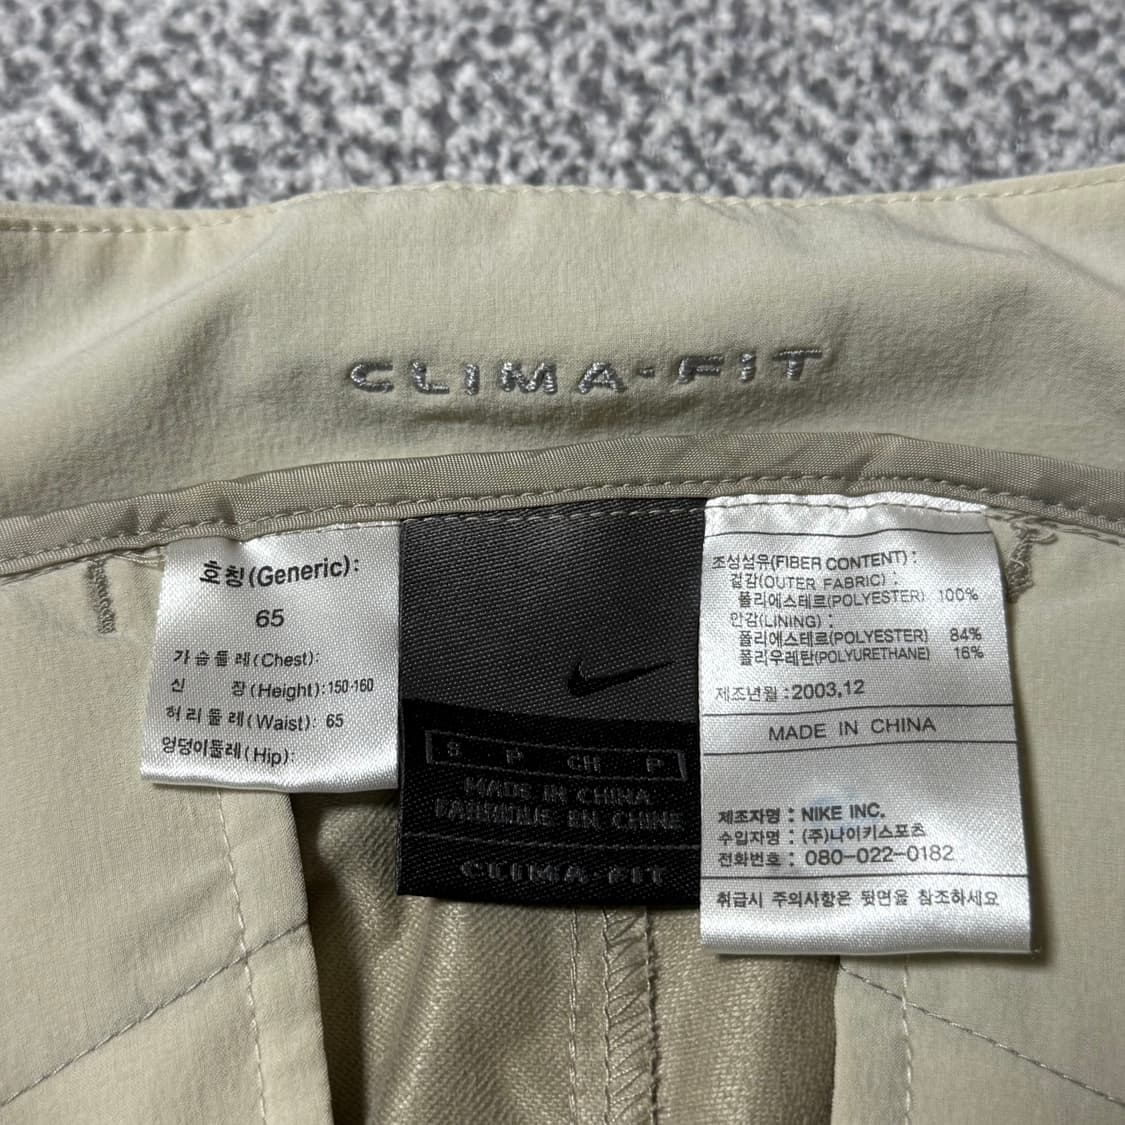 CLIMA-FIT
호칭(Generic):
65
가슴둘레(Chest):
신 장(Height):150-160
허리둘레(Waist): 65
엉덩이둘레(Hip):
S P CH P
MADE IN CHINA
FABRIQUE EN CHINE
CLIMA-FIT
조성섬유(FIBER CONTENT):
겉감(OUTER FABRIC):
폴리에스테르(POLYESTER) 100%
안감(LINING):
폴리에스테르(POLYESTER) 84%
폴리우레탄(POLYURETHANE) 16%
제조년월:2003.12
MADE IN CHINA
제조자명: NIKE INC.
수입자명: (주)나이키스포츠
전화번호: 080-022-0182
취급시 주의사항은 뒷면을 참조하세요